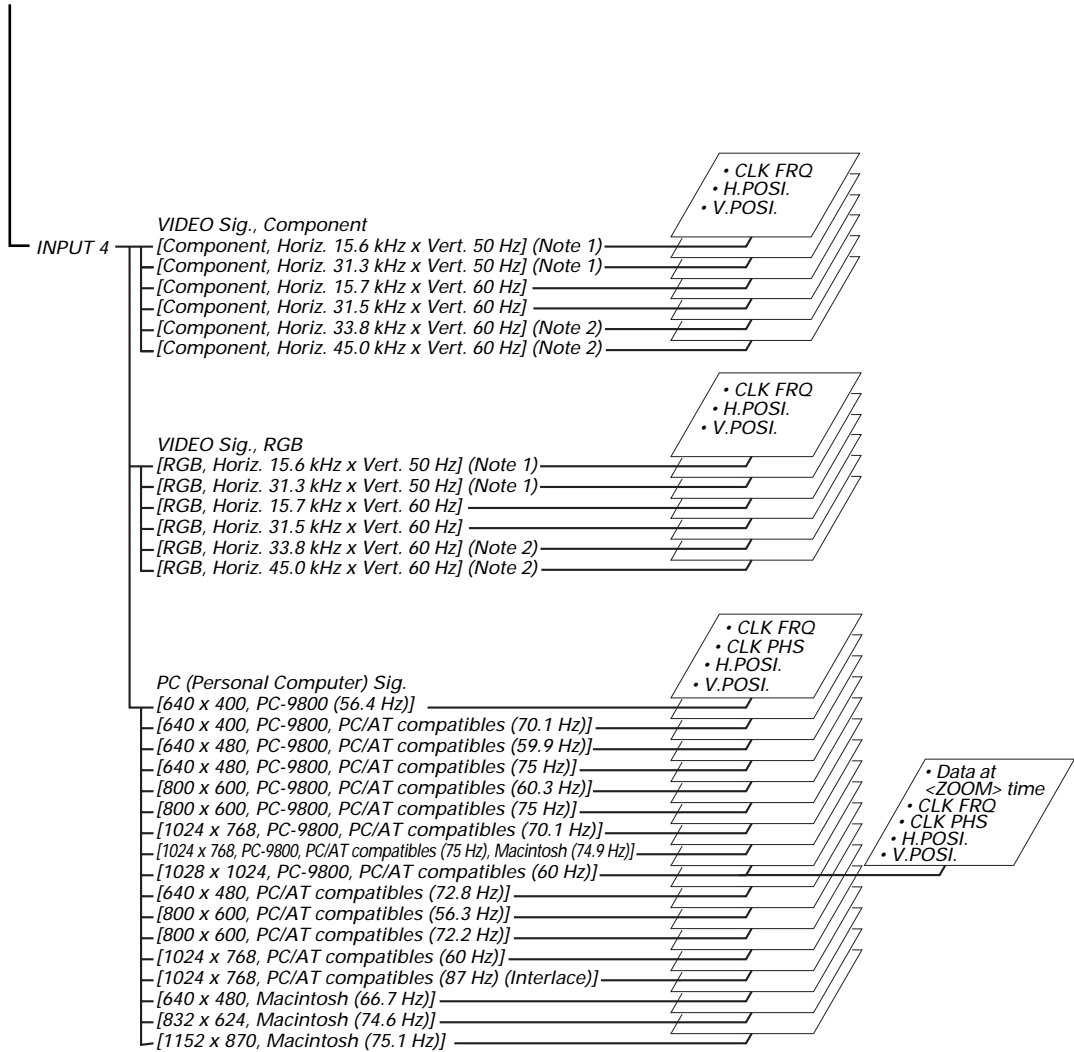 INPUT 4
VIDEO Sig., Component
[Component, Horiz. 15.6 kHz x Vert. 50 Hz] (Note 1)
[Component, Horiz. 31.3 kHz x Vert. 50 Hz] (Note 1)
[Component, Horiz. 15.7 kHz x Vert. 60 Hz]
[Component, Horiz. 31.5 kHz x Vert. 60 Hz]
[Component, Horiz. 33.8 kHz x Vert. 60 Hz] (Note 2)
[Component, Horiz. 45.0 kHz x Vert. 60 Hz] (Note 2)
• CLK FRQ
• H.POSI.
• V.POSI.
VIDEO Sig., RGB
[RGB, Horiz. 15.6 kHz x Vert. 50 Hz] (Note 1)
[RGB, Horiz. 31.3 kHz x Vert. 50 Hz] (Note 1)
[RGB, Horiz. 15.7 kHz x Vert. 60 Hz]
[RGB, Horiz. 31.5 kHz x Vert. 60 Hz]
[RGB, Horiz. 33.8 kHz x Vert. 60 Hz] (Note 2)
[RGB, Horiz. 45.0 kHz x Vert. 60 Hz] (Note 2)
• CLK FRQ
• H.POSI.
• V.POSI.
PC (Personal Computer) Sig.
[640 x 400, PC-9800 (56.4 Hz)]
[640 x 400, PC-9800, PC/AT compatibles (70.1 Hz)]
[640 x 480, PC-9800, PC/AT compatibles (59.9 Hz)]
[640 x 480, PC-9800, PC/AT compatibles (75 Hz)]
[800 x 600, PC-9800, PC/AT compatibles (60.3 Hz)]
[800 x 600, PC-9800, PC/AT compatibles (75 Hz)]
[1024 x 768, PC-9800, PC/AT compatibles (70.1 Hz)]
[1024 x 768, PC-9800, PC/AT compatibles (75 Hz), Macintosh (74.9 Hz)]
[1028 x 1024, PC-9800, PC/AT compatibles (60 Hz)]
[640 x 480, PC/AT compatibles (72.8 Hz)]
[800 x 600, PC/AT compatibles (56.3 Hz)]
[800 x 600, PC/AT compatibles (72.2 Hz)]
[1024 x 768, PC/AT compatibles (60 Hz)]
[1024 x 768, PC/AT compatibles (87 Hz) (Interlace)]
[640 x 480, Macintosh (66.7 Hz)]
[832 x 624, Macintosh (74.6 Hz)]
[1152 x 870, Macintosh (75.1 Hz)]
• CLK FRQ
• CLK PHS
• H.POSI.
• V.POSI.
• Data at
<ZOOM> time
• CLK FRQ
• CLK PHS
• H.POSI.
• V.POSI.